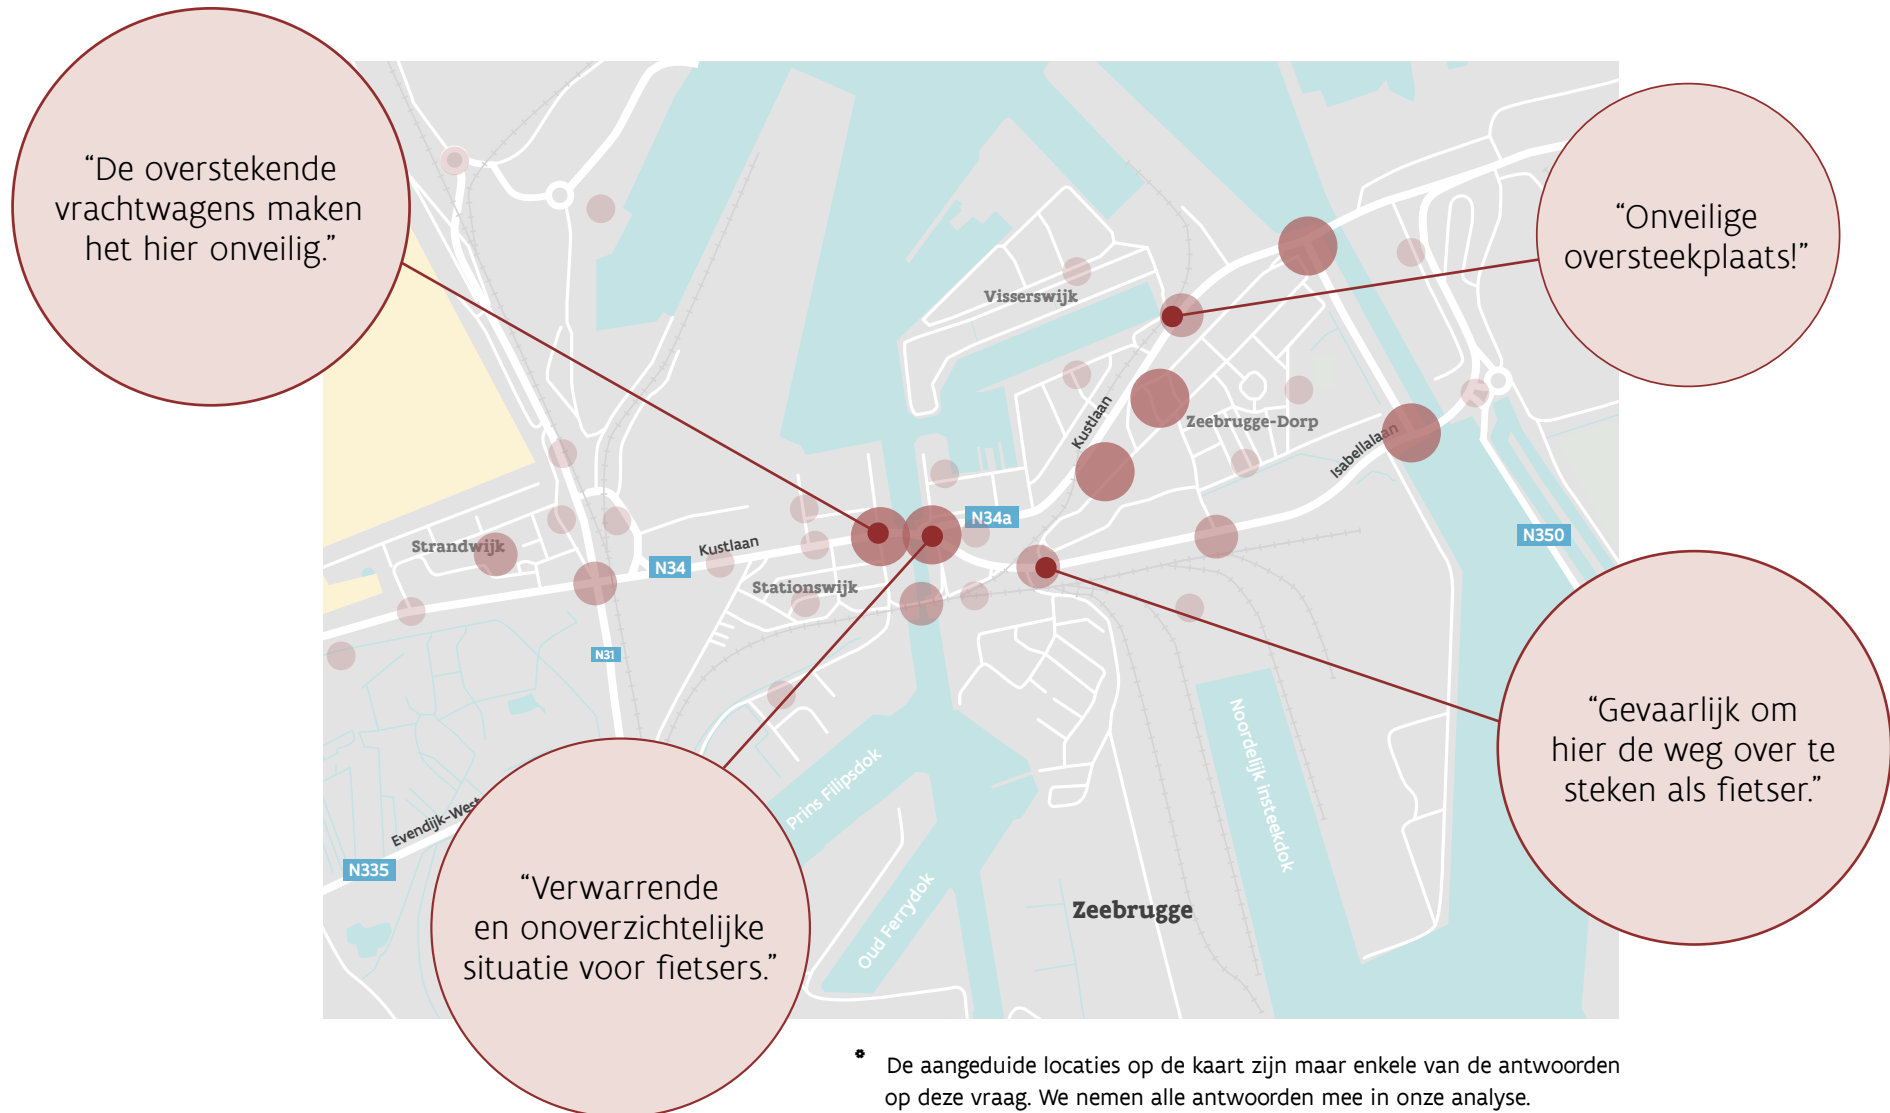 “De overstekende
vrachtwagens maken
het hier onveilig.”
“Onveilige
oversteekplaats!”
Visserswijk
Kustlaan
Zeebrugge-Dorp
Isabellalaan
N34a
N350
Strandwijk
Kustlaan
N34
Stationswijk
N31
“Gevaarlijk om
hier de weg over te
steken als fietser.”
Noordelijk insteekdok
Prins Filipsdok
Evendijk-West
N335
“Verwarrende
en onoverzichtelijke
situatie voor fietsers.”
Oud Ferrydok
Zeebrugge
* De aangeduide locaties op de kaart zijn maar enkele van de antwoorden
op deze vraag. We nemen alle antwoorden mee in onze analyse.